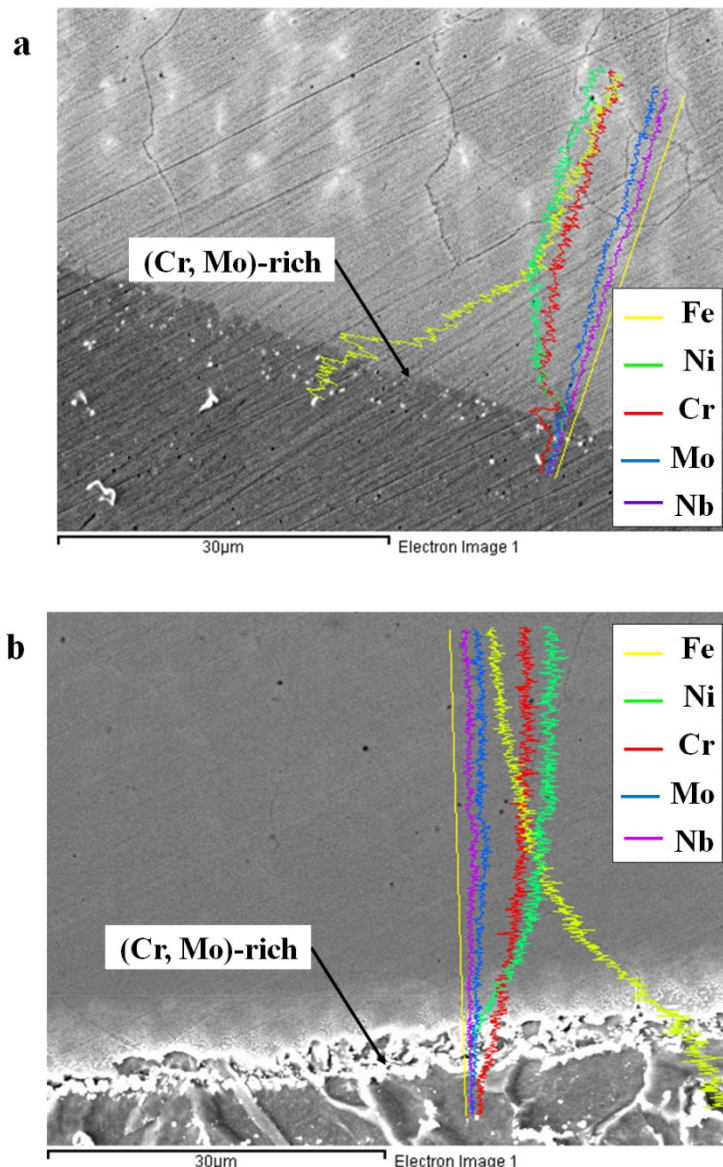 a
(Cr, Mo)-rich
Fe
Ni
Cr
Mo
Nb
30µm
Electron Image 1
b
Fe
Ni
Cr
Mo
Nb
(Cr, Mo)-rich
30µm
Electron Image 1